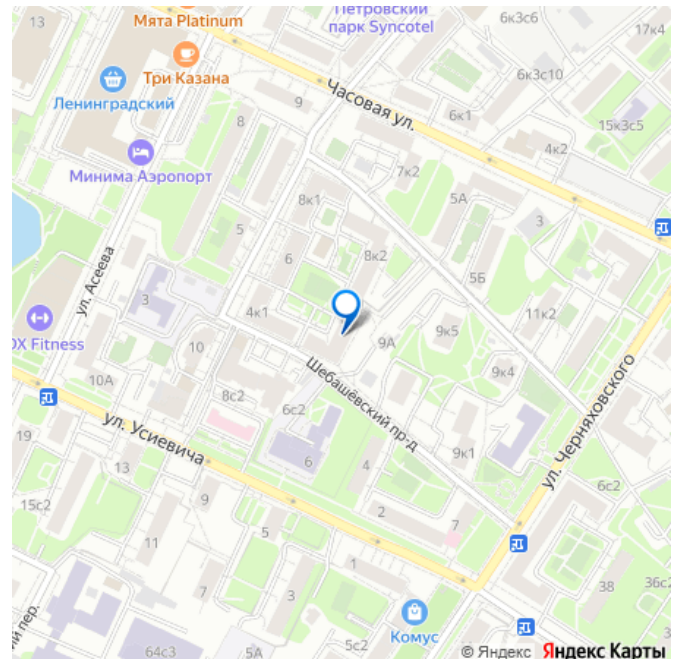 13
Мята Platinum
Петровский
парк Syncotel
6к3с6
17к4
Три Казана
Ленинградский
9
Часовая ул.
6к1
6к3с10
15к3с5
8
4к2
Минима Аэропорт
7к2
8к1
5А
3
5
6
8к2
5Б
ул. Асеева
3
4к1
11к2
9А
9к5
OX Fitness
10
Шебашёвский пр-д
9к4
10А
8с2
6с2
ул. Черняховского
ул. Усиевича
19
13
6
4
9к1
6с2
15с2
9
2
7
11
5
1
38
36с2
7
3
Комус
ий пер.
64с3
5А
5с2
© Яндекс Яндекс Карты